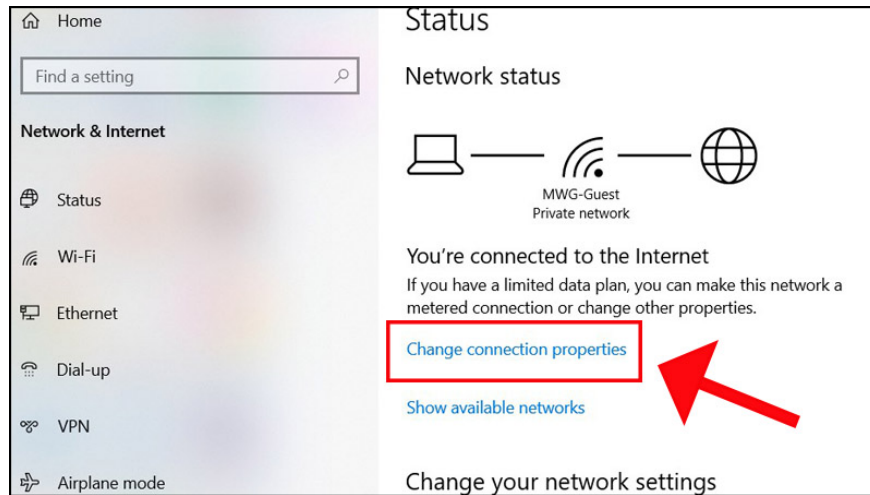 Home
Find a setting
Network & Internet
Status
Wi-Fi
Ethernet
Dial-up
VPN
Airplane mode
Status
Network status
MWG-Guest
Private network
You're connected to the Internet
If you have a limited data plan, you can make this network a
metered connection or change other properties.
Change connection properties
Show available networks
Change your network settings